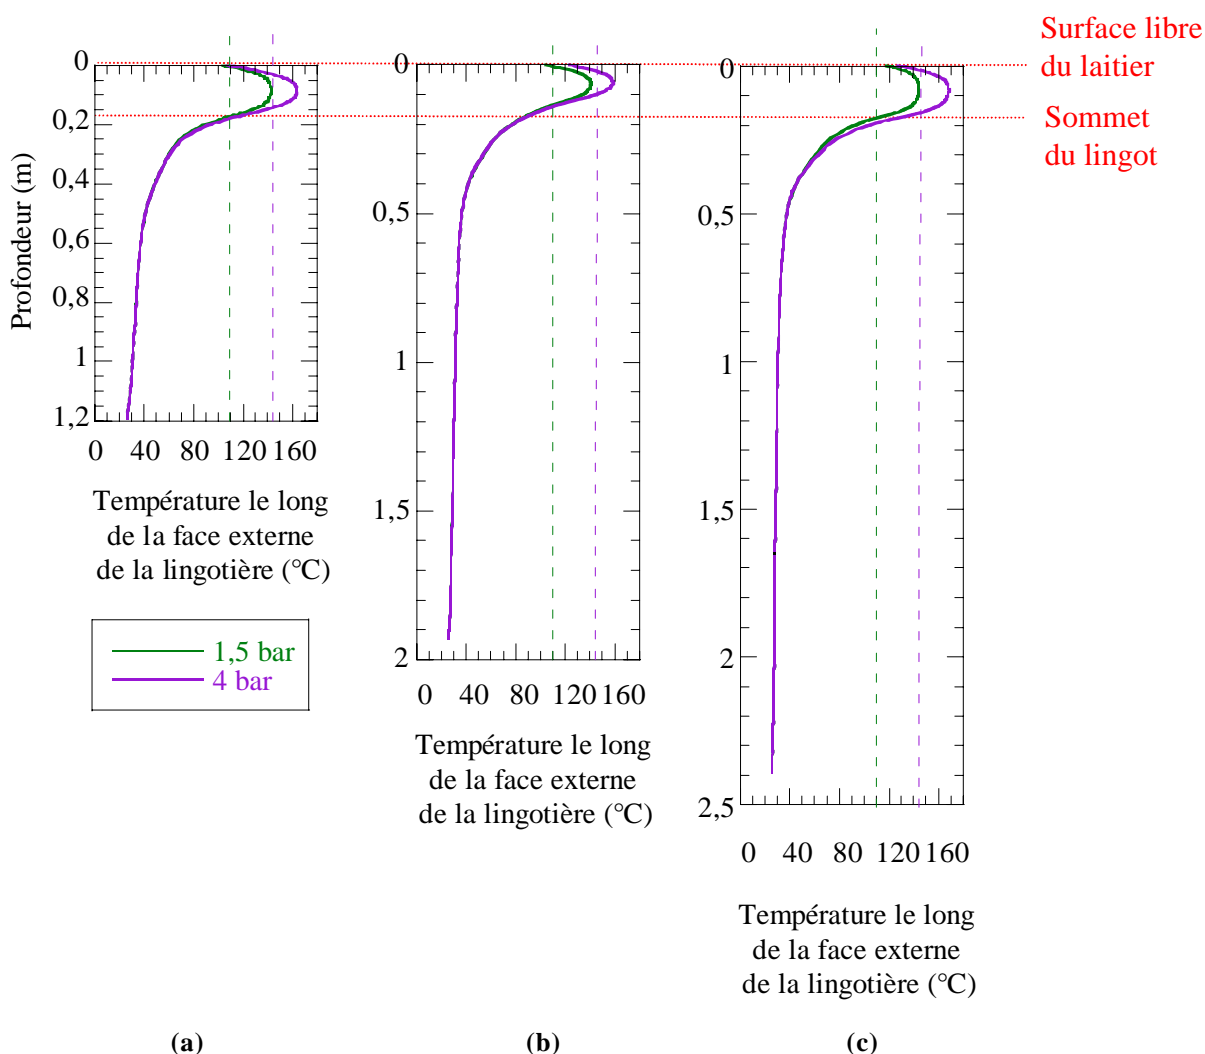 Surface libre
du laitier
Sommet
du lingot
Profondeur (m)
0
0,2
0,4
0,6
0,8
1
1,2
0 40 80 120 160
Température le long
de la face externe
de la lingotière (°C)
1,5 bar
4 bar
(a)
0
0,5
1
1,5
2
0 40 80 120 160
Température le long
de la face externe
de la lingotière (°C)
(b)
0
0,5
1
1,5
2
2,5
0 40 80 120 160
Température le long
de la face externe
de la lingotière (°C)
(c)